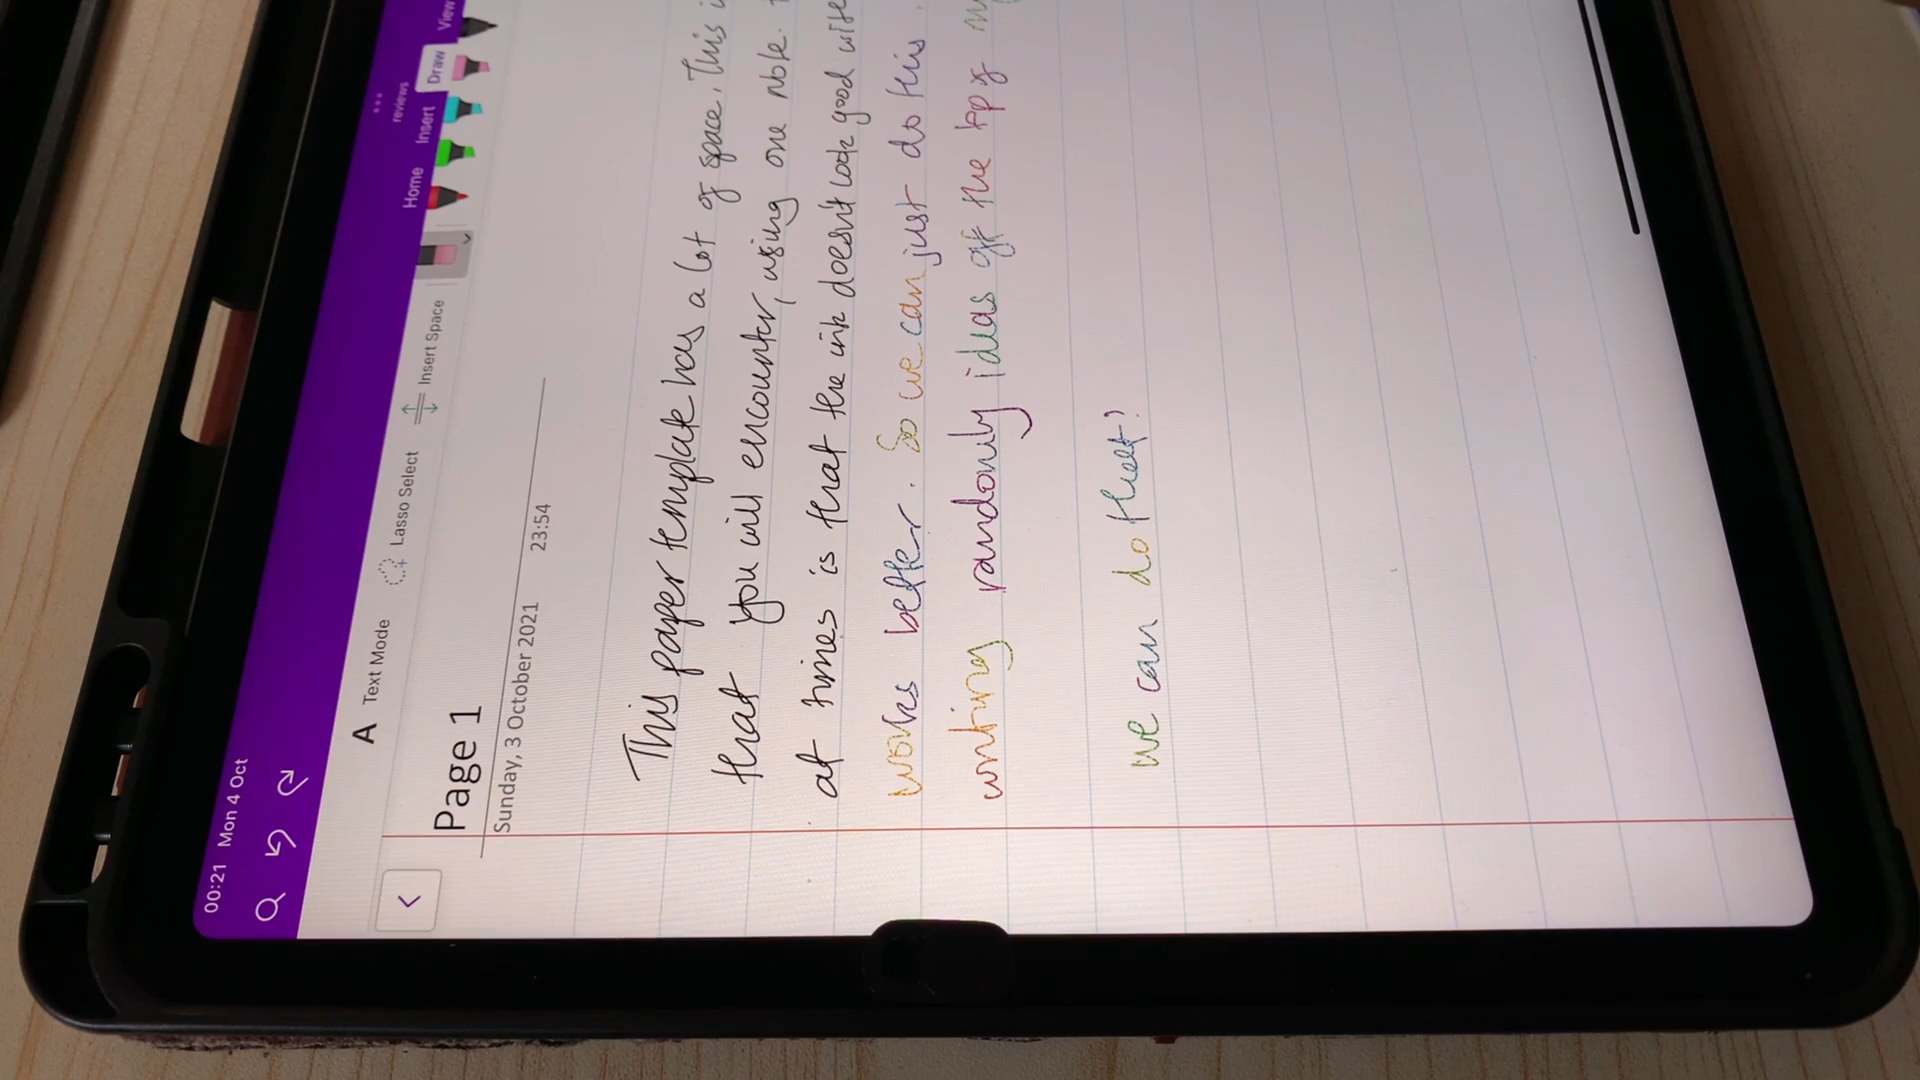 00:21 Mon 4 Oct
reviews
Home Insert Draw View
A Text Mode Lasso Select Insert Space
Page 1
Sunday, 3 October 2021 23:54
This paper template has a lot of space. This
that you will encounter, using one note.
at times is that the ink doesn't look good
works better. So we can just do this.
writing randomly ideas of the
we can do that?